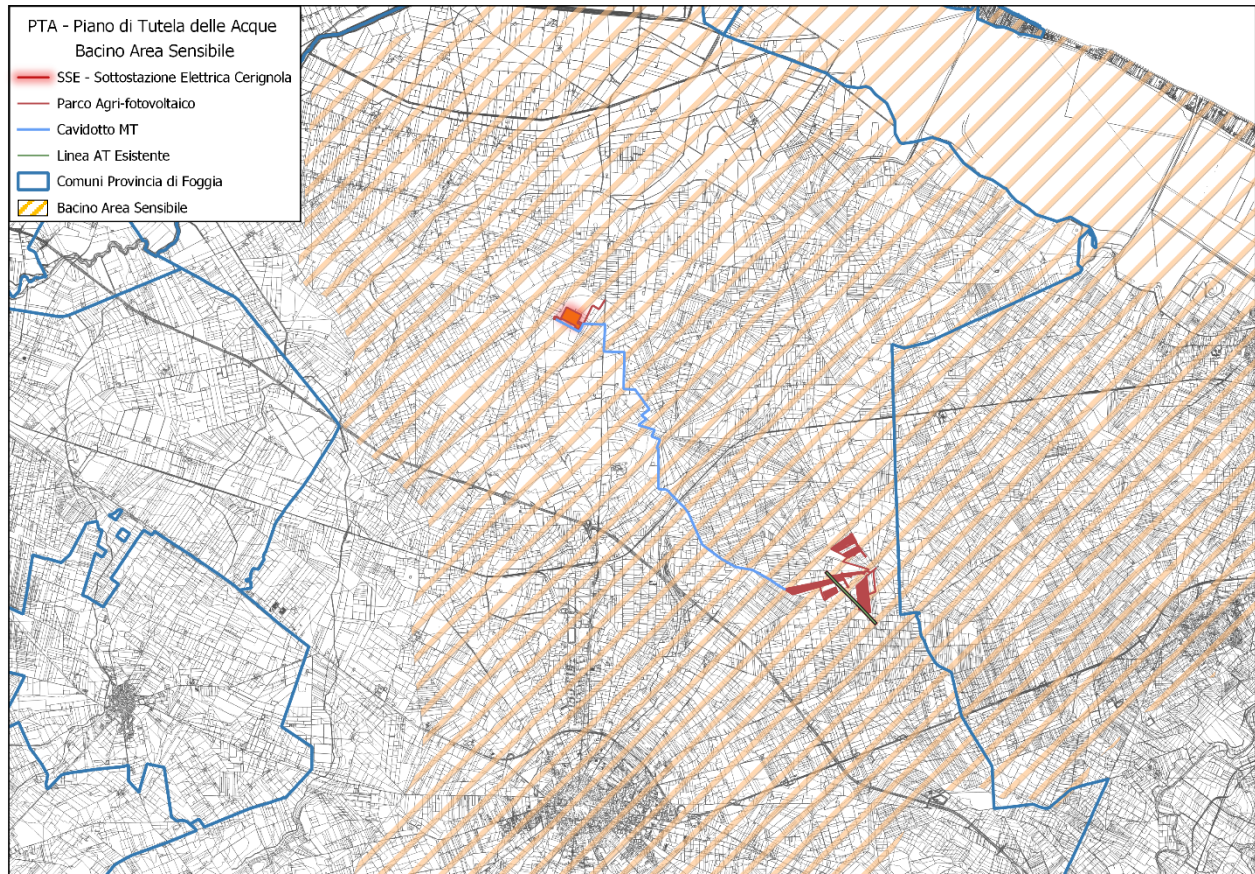 PTA - Piano di Tutela delle Acque
Bacino Area Sensibile
SSE - Sottostazione Elettrica Cerignola
Parco Agri-fotovoltaico
Cavidotto MT
Linea AT Esistente
Comuni Provincia di Foggia
Bacino Area Sensibile